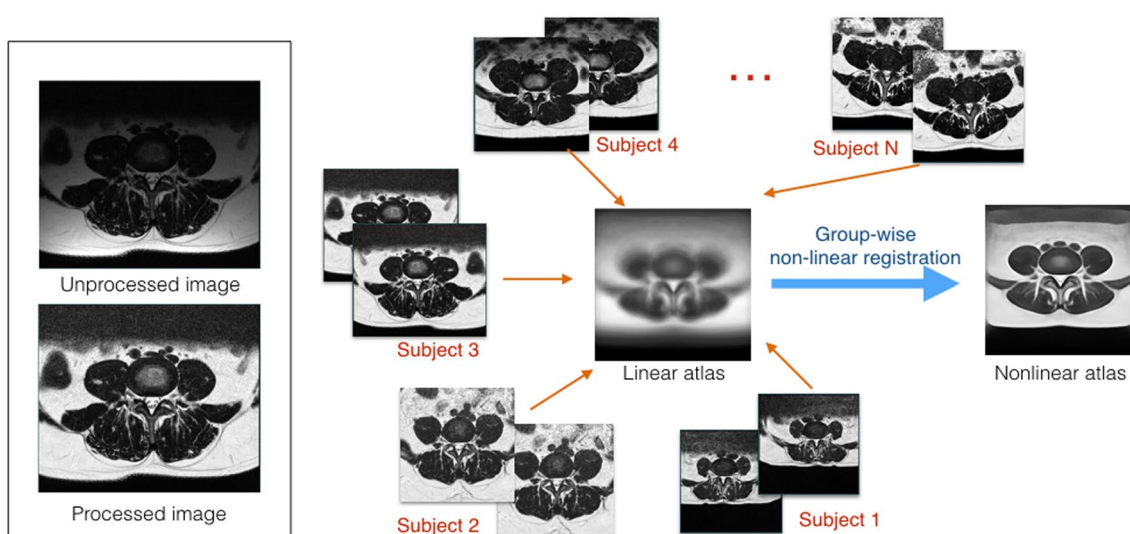 Unprocessed image
Processed image
Subject 4
...
Subject N
Subject 3
Linear atlas
Group-wise
non-linear registration
Nonlinear atlas
Subject 2
Subject 1